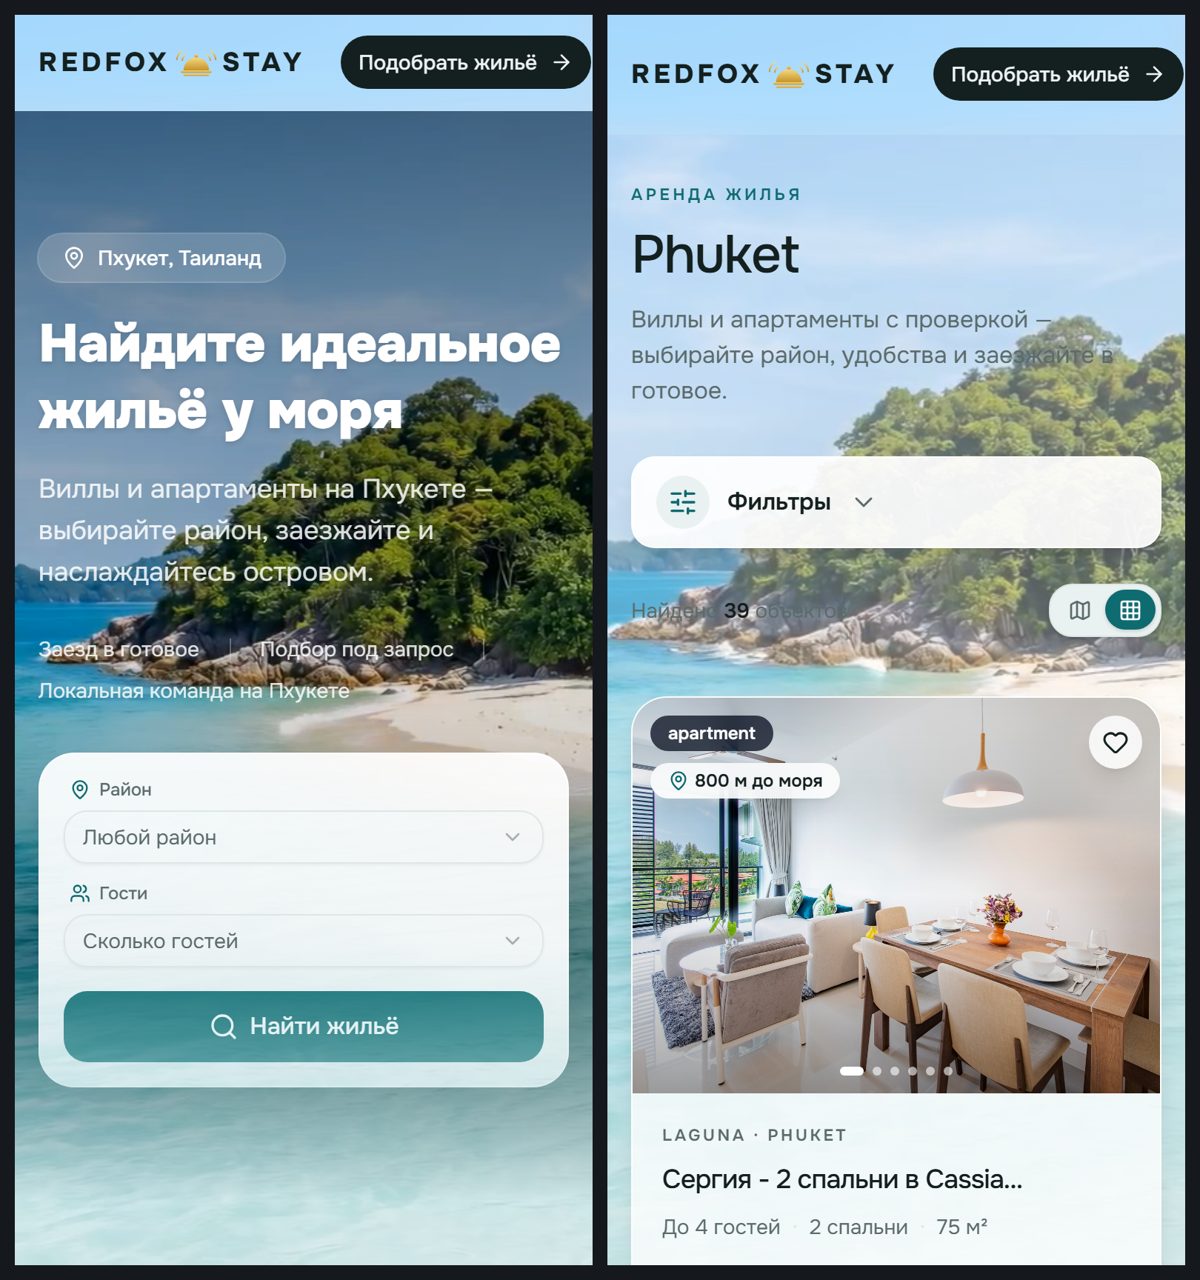 REDFOX STAY
Подобрать жильё
Пхукет, Таиланд
Найдите идеальное
жильё у моря
Виллы и апартаменты на Пхукете —
выбирайте район, заезжайте и
наслаждайтесь островом.
Заезд в готовое
Подбор под запрос
Локальная команда на Пхукете
Район
Любой район
Гости
Сколько гостей
Найти жильё
REDFOX STAY
Подобрать жильё
АРЕНДА ЖИЛЬЯ
Phuket
Виллы и апартаменты с проверкой —
выбирайте район, удобства и заезжайте в
готовое.
Фильтры
Найдено 39 объектов
apartment
800 м до моря
LAGUNA · PHUKET
Сергия - 2 спальни в Cassia...
До 4 гостей · 2 спальни · 75 м²